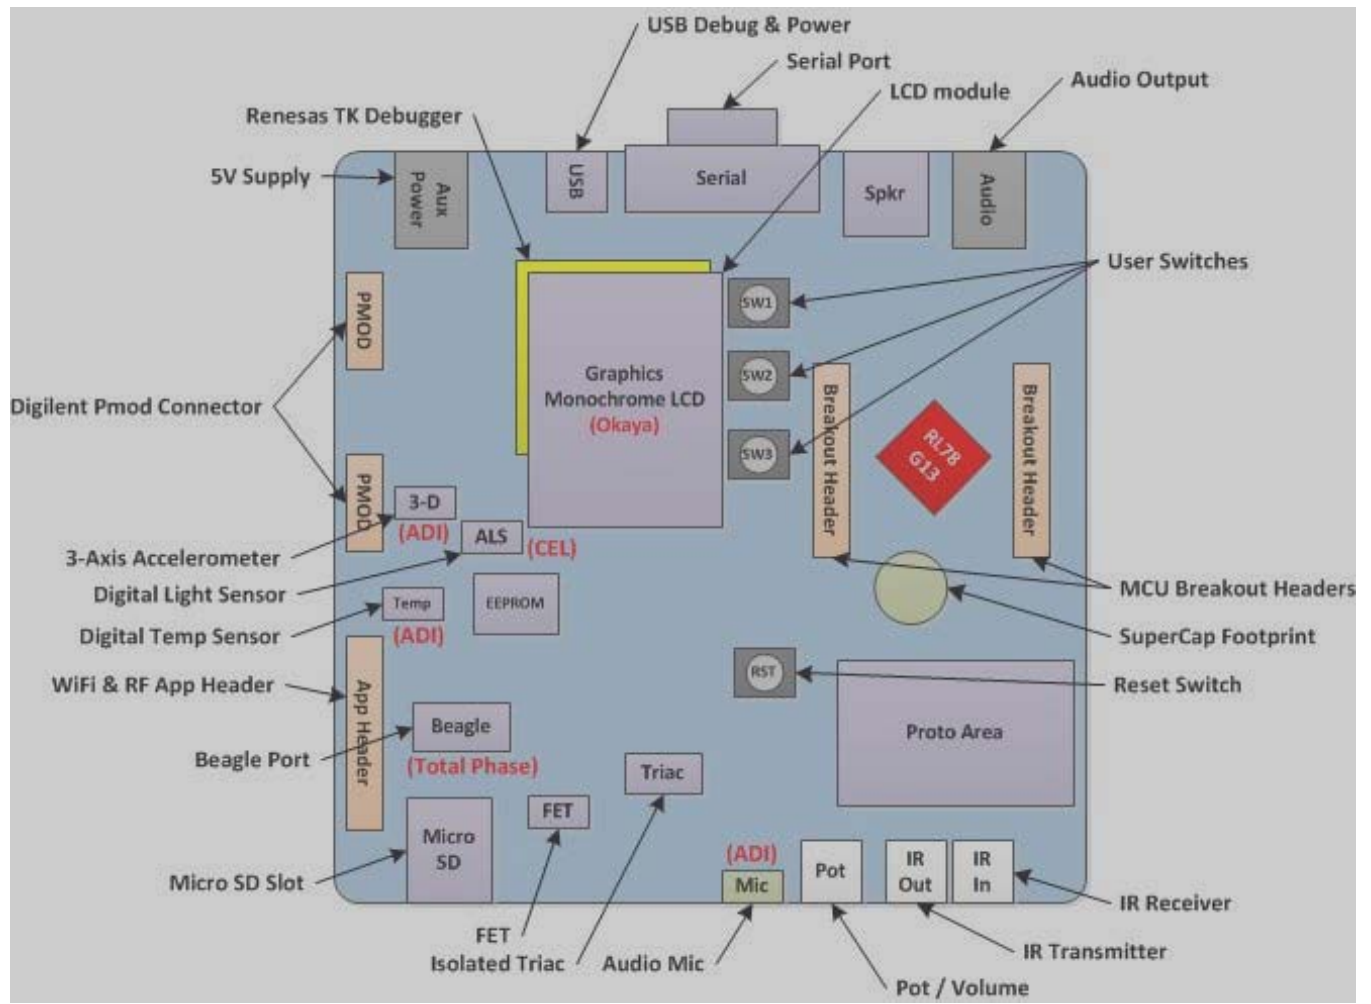 USB Debug & Power
Serial Port
LCD module
Audio Output
Renesas TK Debugger
5V Supply
Aux
Power
USB
Serial
Spkr
Audio
User Switches
PMOD
SW1
Graphics
Monochrome LCD
(Okaya)
SW2
SW3
Breakout Header
RL78
G13
Breakout Header
Digilent Pmod Connector
PMOD
3-D
(ADI)
ALS
(CEL)
3-Axis Accelerometer
Digital Light Sensor
Digital Temp Sensor
Temp
(ADI)
EEPROM
MCU Breakout Headers
SuperCap Footprint
WiFi & RF App Header
App Header
RST
Reset Switch
Beagle
(Total Phase)
Beagle Port
Triac
Proto Area
FET
Micro
SD
Micro SD Slot
(ADI)
Mic
Pot
IR
Out
IR
In
IR Receiver
FET
Isolated Triac
Audio Mic
IR Transmitter
Pot / Volume